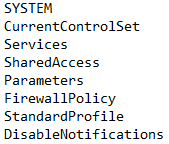 SYSTEM
CurrentControlSet
Services
SharedAccess
Parameters
FirewallPolicy
StandardProfile
DisableNotifications